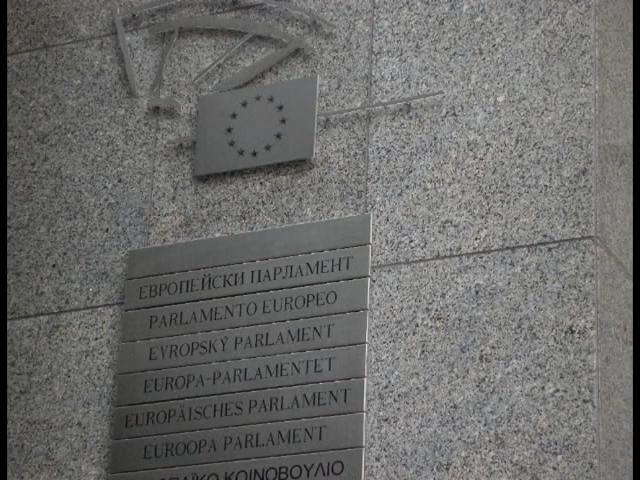 ЕВРОПЕЙСКИ ПАРЛАМЕНТ
PARLAMENTO EUROPEO
EVROPSKÝ PARLAMENT
EUROPA-PARLAMENTET
EUROPÄISCHES PARLAMENT
EUROOPA PARLAMENT
ΚΟΙΝΟΒΟΥΛΙΟ